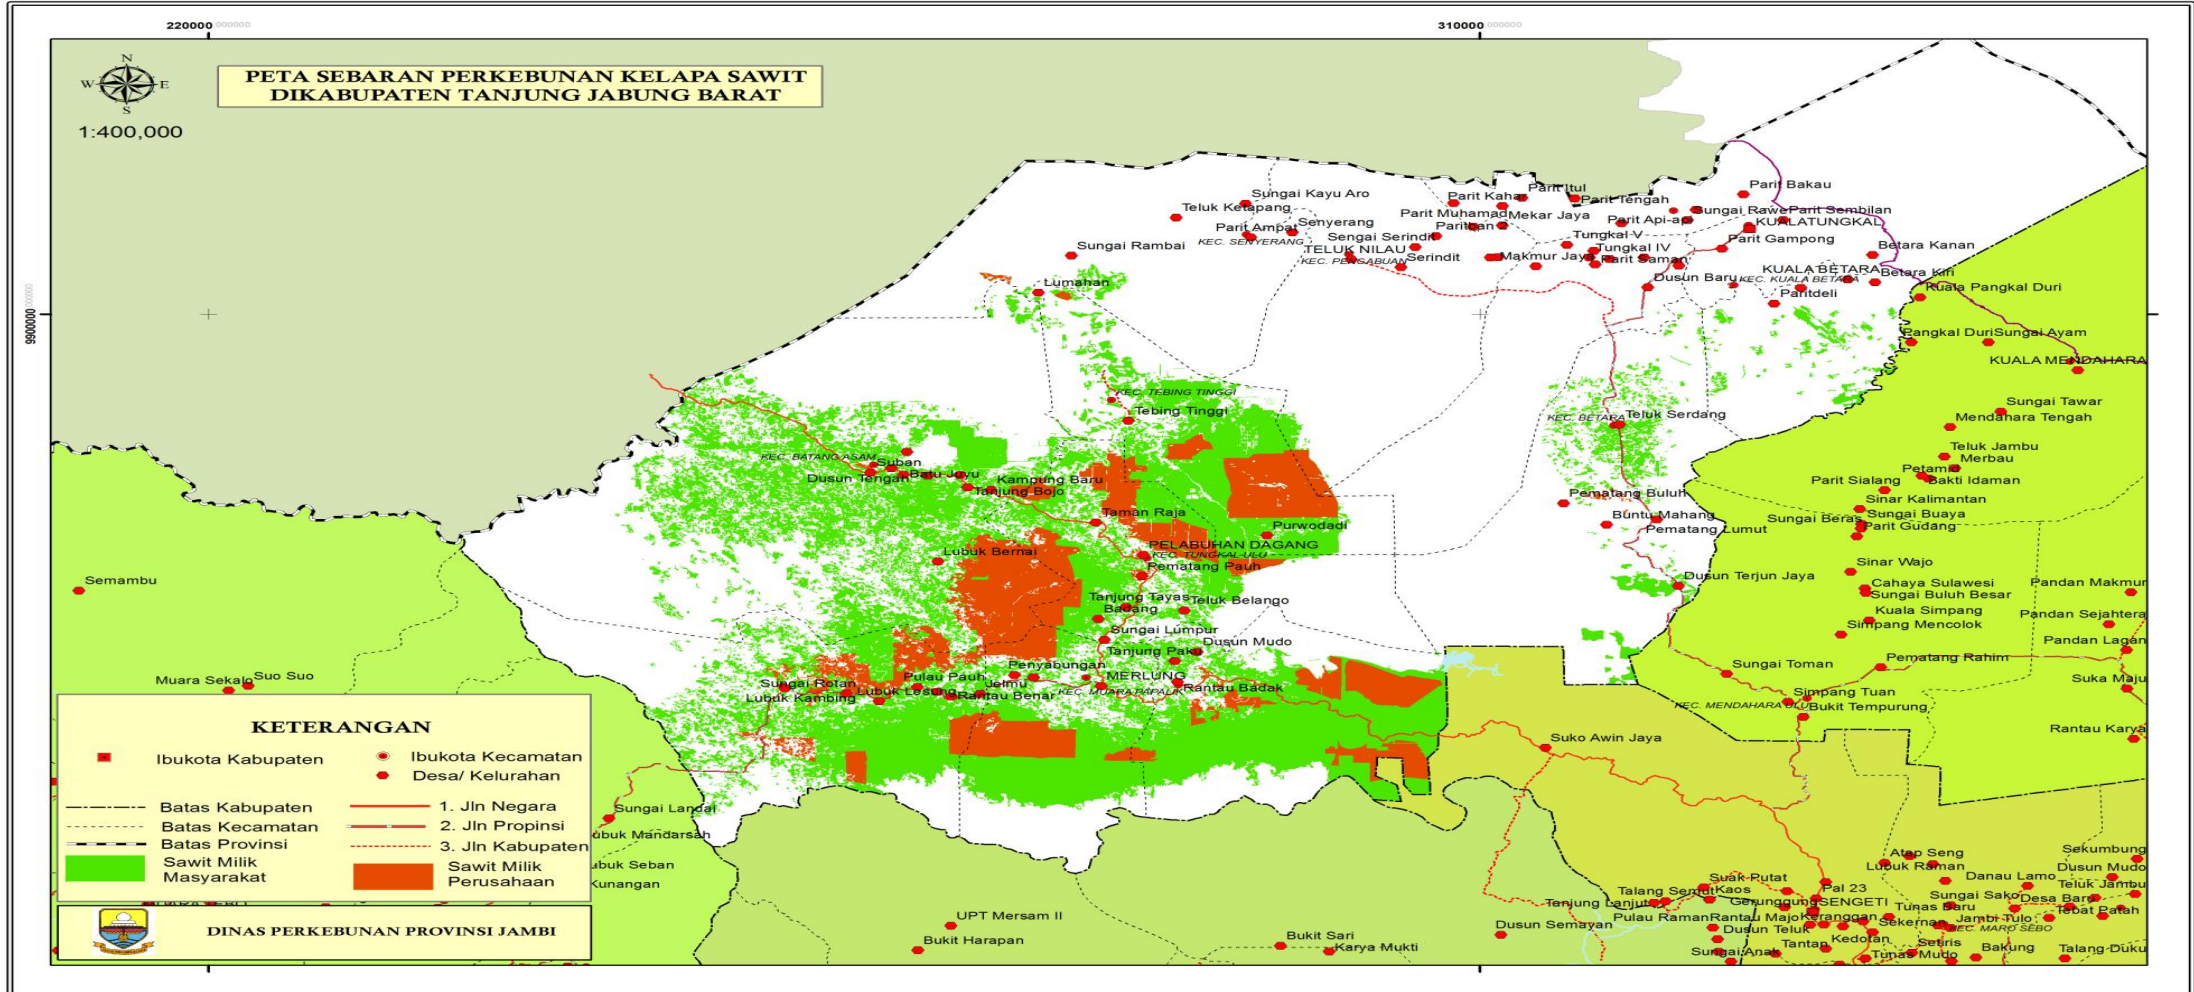 220000.000000
310000.000000
9900000.000000
N
W E
S
1:400,000
PETA SEBARAN PERKEBUNAN KELAPA SAWIT
DIKABUPATEN TANJUNG JABUNG BARAT
Sungai Kayu Aro
Teluk Ketapang
Parit Ampat
Senyerang
KEC. SENYERANG
Sungai Rambai
Lumahan
Parit Kahar
Parit Itul
Parit Tengah
Parit Bakau
Parit Muhamad
Mekar Jaya
Paritban 2
Parit Api-api
Sungai Rawe
Parit Sembilan
KUALATUNGKAL
Sengai Serindit
TELUK NILAU
KEC. PENGABUAN
Serindit
Tungkal V
Tungkal IV
Makmur Jaya
Parit Saman
Parit Gampong
Betara Kanan
Dusun Baru
KUALA BETARA
KEC. KUALA BETARA
Betara Kiri
Paritdeli
Kuala Pangkal Duri
Pangkal Duri
Sungai Ayam
KUALA MENDAHARA
Sungai Tawar
Mendahara Tengah
Teluk Jambu
Merbau
Petamid
Bakti Idaman
Parit Sialang
Sinar Kalimantan
Sungai Buaya
Sungai Beras
Parit Gudang
Sinar Wajo
Cahaya Sulawesi
Sungai Buluh Besar
Kuala Simpang
Simpang Mencolok
Pandan Makmur
Pandan Sejahtera
Pandan Lagan
Pematang Rahim
Sungai Toman
Suka Maju
Simpang Tuan
KEC. MENDAHARA ULU
Bukit Tempurung
Rantau Karya
KEC. TEBING TINGGI
Tebing Tinggi
KEC. BETARA
Teluk Serdang
KEC. BATANG ASAM
Suban
Dusun Tengah
Batu Juyu
Kampung Baru
Tanjung Bojo
Taman Raja
Purwodadi
Pematang Buluh
Buntu Mahang
Pematang Lumut
Dusun Terjun Jaya
Lubuk Bernai
PELABUHAN DAGANG
KEC. TUNGKAL-ULU
Pematang Pauh
Tanjung Tayas
Badang
Teluk Belango
Sungai Lumpur
Dusun Mudo
Tanjung Paku
Penyabungan
Pulau Pauh
Jelmu
MERLUNG
KEC. MUARA PAPALIK
Rantau Badak
Sungai Rotan
Lubuk Kambing
Lubuk Lesung
Rantau Benar
Semambu
Muara Sekalo
Suo Suo
Suko Awin Jaya
Sungai Landai
ubuk Mandarsah
ubuk Seban
Kunangan
UPT Mersam II
Bukit Harapan
Bukit Sari
Karya Mukti
Dusun Semayan
Suak Putat
Talang Semut
Kaos
Tanjung Lanjut
Gerunggung
Pal 23
SENGETI
Pulau Raman
Rantau Majo
Keranggan
Dusun Teluk
Sungai Anak
Tantan
Kedotan
Sekernan
Setiris
Tunas Mudo
Bakung
Talang Duku
Atap Seng
Lubuk Raman
Danau Lamo
Sekumbung
Dusun Mudo
Teluk Jambu
Sungai Sako
Desa Baru
Tunas Baru
Jambi Tulo
Tebat Patah
KEC. MARO SEBO
KETERANGAN
Ibukota Kabupaten
Ibukota Kecamatan
Desa/ Kelurahan
Batas Kabupaten
Batas Kecamatan
Batas Provinsi
Sawit Milik
Masyarakat
1. Jln Negara
2. Jln Propinsi
3. Jln Kabupaten
Sawit Milik
Perusahaan
DINAS PERKEBUNAN PROVINSI JAMBI